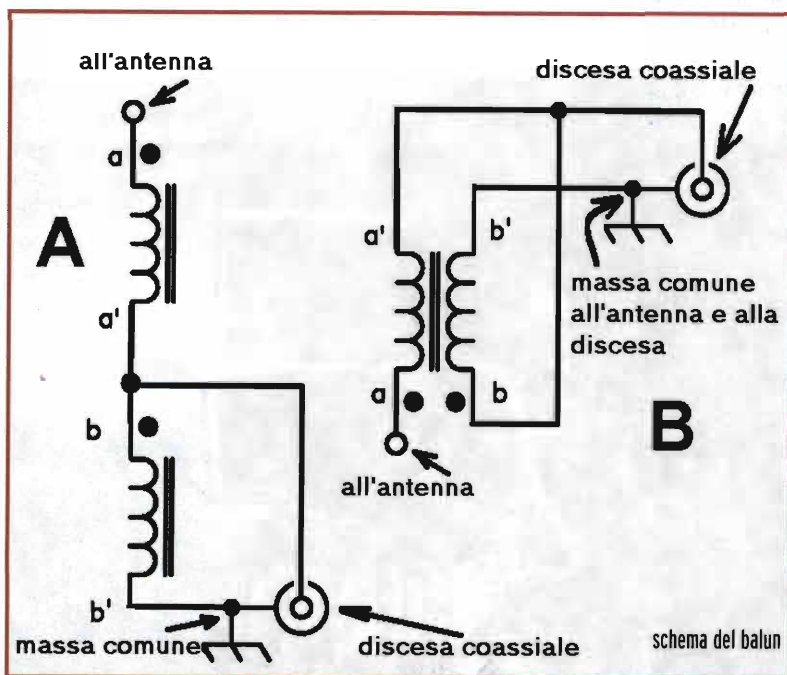 all'antenna
a
A
a'
b
b'
massa comune
discesa coassiale
discesa coassiale
a'
b'
massa comune
all'antenna e alla
discesa
a
b
B
all'antenna
schema del balun